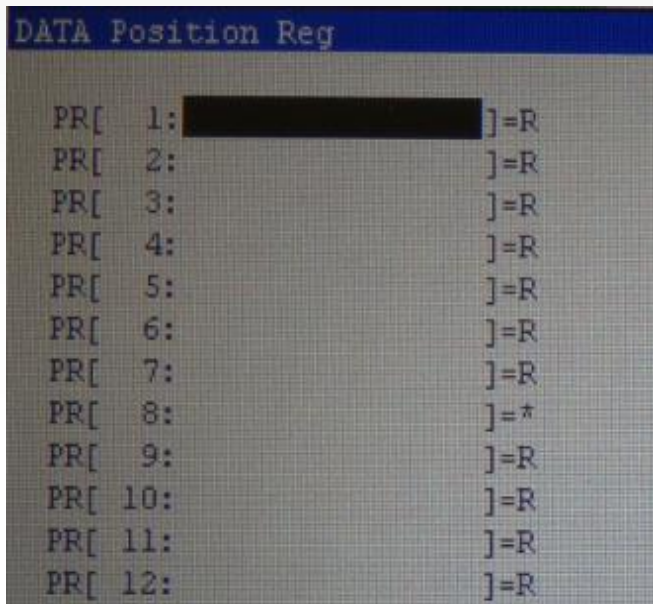 DATA Position Reg
PR[ 1: ]=R
PR[ 2: ]=R
PR[ 3: ]=R
PR[ 4: ]=R
PR[ 5: ]=R
PR[ 6: ]=R
PR[ 7: ]=R
PR[ 8: ]=*
PR[ 9: ]=R
PR[ 10: ]=R
PR[ 11: ]=R
PR[ 12: ]=R